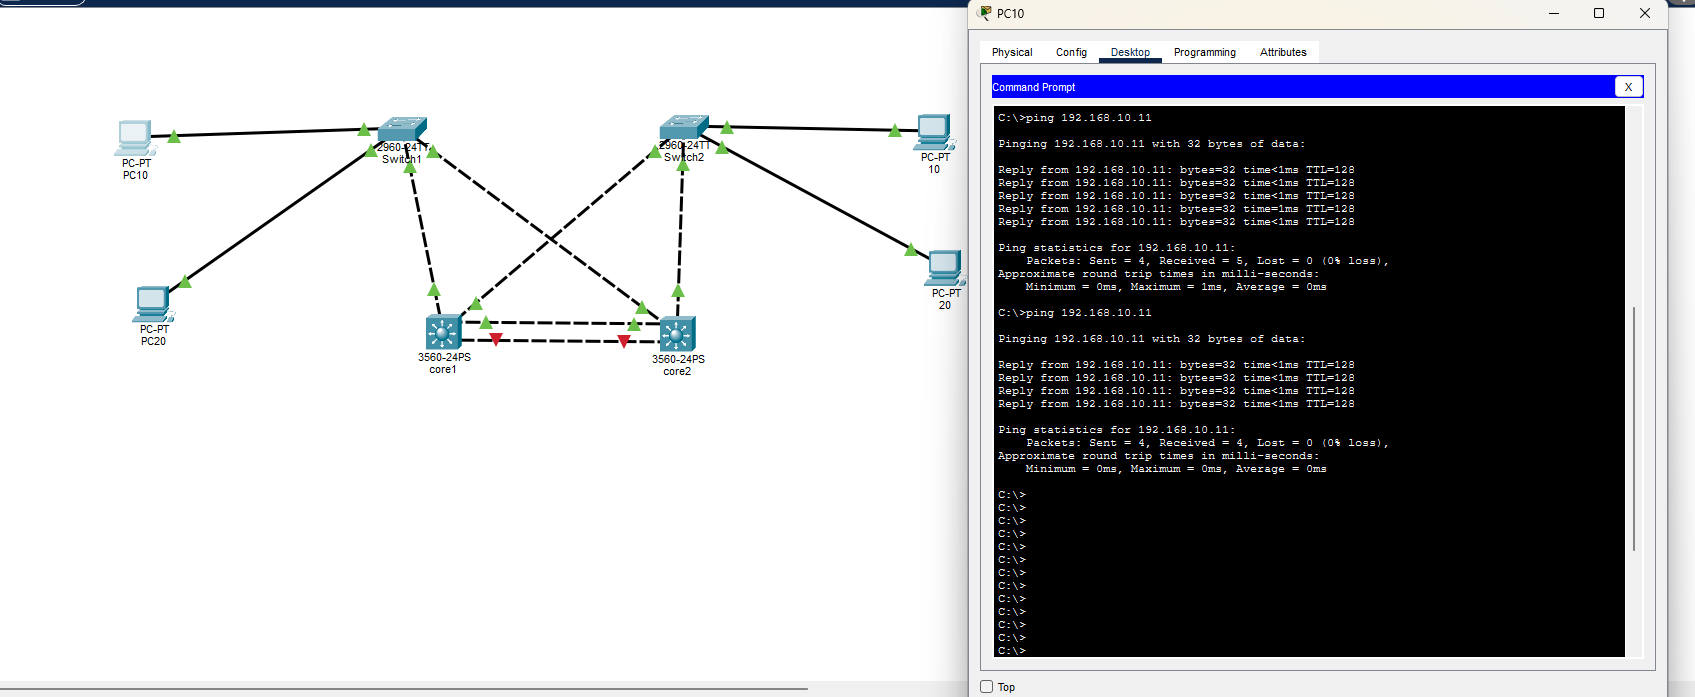 PC10
Physical Config Desktop Programming Attributes
Command Prompt
X
C:\>ping 192.168.10.11
Pinging 192.168.10.11 with 32 bytes of data:
Reply from 192.168.10.11: bytes=32 time<1ms TTL=128
Reply from 192.168.10.11: bytes=32 time<1ms TTL=128
Reply from 192.168.10.11: bytes=32 time<1ms TTL=128
Reply from 192.168.10.11: bytes=32 time<1ms TTL=128
Reply from 192.168.10.11: bytes=32 time<1ms TTL=128
Ping statistics for 192.168.10.11:
Packets: Sent = 4, Received = 5, Lost = 0 (0% loss),
Approximate round trip times in milli-seconds:
Minimum = 0ms, Maximum = 1ms, Average = 0ms
C:\>ping 192.168.10.11
Pinging 192.168.10.11 with 32 bytes of data:
Reply from 192.168.10.11: bytes=32 time<1ms TTL=128
Reply from 192.168.10.11: bytes=32 time<1ms TTL=128
Reply from 192.168.10.11: bytes=32 time<1ms TTL=128
Reply from 192.168.10.11: bytes=32 time<1ms TTL=128
Ping statistics for 192.168.10.11:
Packets: Sent = 4, Received = 4, Lost = 0 (0% loss),
Approximate round trip times in milli-seconds:
Minimum = 0ms, Maximum = 0ms, Average = 0ms
C:\>
C:\>
C:\>
C:\>
C:\>
C:\>
C:\>
C:\>
C:\>
C:\>
C:\>
C:\>
C:\>
Top
PC-PT
PC10
2960-24TT
Switch1
2960-24TT
Switch2
PC-PT
10
PC-PT
20
PC-PT
PC20
3560-24PS
core1
3560-24PS
core2